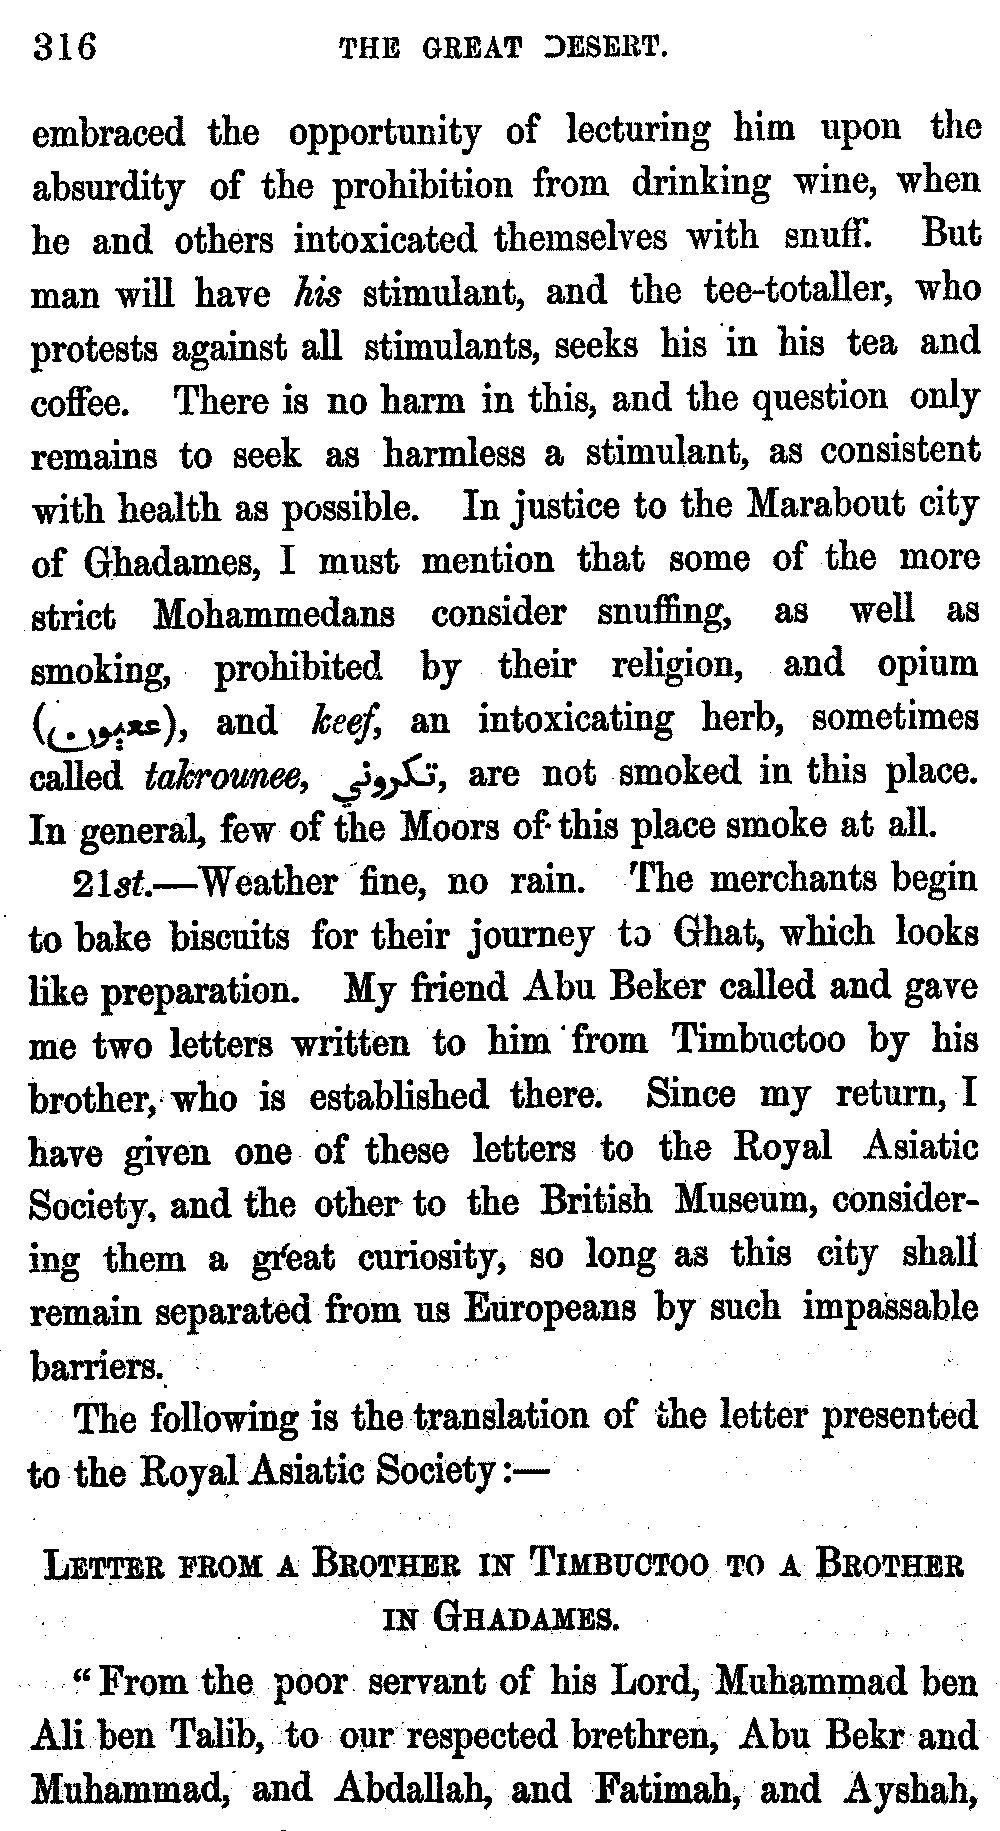 316 THE GREAT DESERT.
embraced the opportunity of lecturing him upon the
absurdity of the prohibition from drinking wine, when
he and others intoxicated themselves with snuff. But
man will have his stimulant, and the tee-totaller, who
protests against all stimulants, seeks his in his tea and
coffee. There is no harm in this, and the question only
remains to seek as harmless a stimulant, as consistent
with health as possible. In justice to the Marabout city
of Ghadames, I must mention that some of the more
strict Mohammedans consider snuffing, as well as
smoking, prohibited by their religion, and opium
(), and keef, an intoxicating herb, sometimes
called takrounee, تكروني, are not smoked in this place.
In general, few of the Moors of this place smoke at all.
21st.—Weather fine, no rain. The merchants begin
to bake biscuits for their journey to Ghat, which looks
like preparation. My friend Abu Beker called and gave
me two letters written to him from Timbuctoo by his
brother, who is established there. Since my return, I
have given one of these letters to the Royal Asiatic
Society, and the other to the British Museum, consider-
ing them a great curiosity, so long as this city shall
remain separated from us Europeans by such impassable
barriers.
The following is the translation of the letter presented
to the Royal Asiatic Society:—
LETTER FROM A BROTHER IN TIMBUCTOO TO A BROTHER
IN GHADAMES.
"From the poor servant of his Lord, Muhammad ben
Ali ben Talib, to our respected brethren, Abu Bekr and
Muhammad, and Abdallah, and Fatimah, and Ayshah,